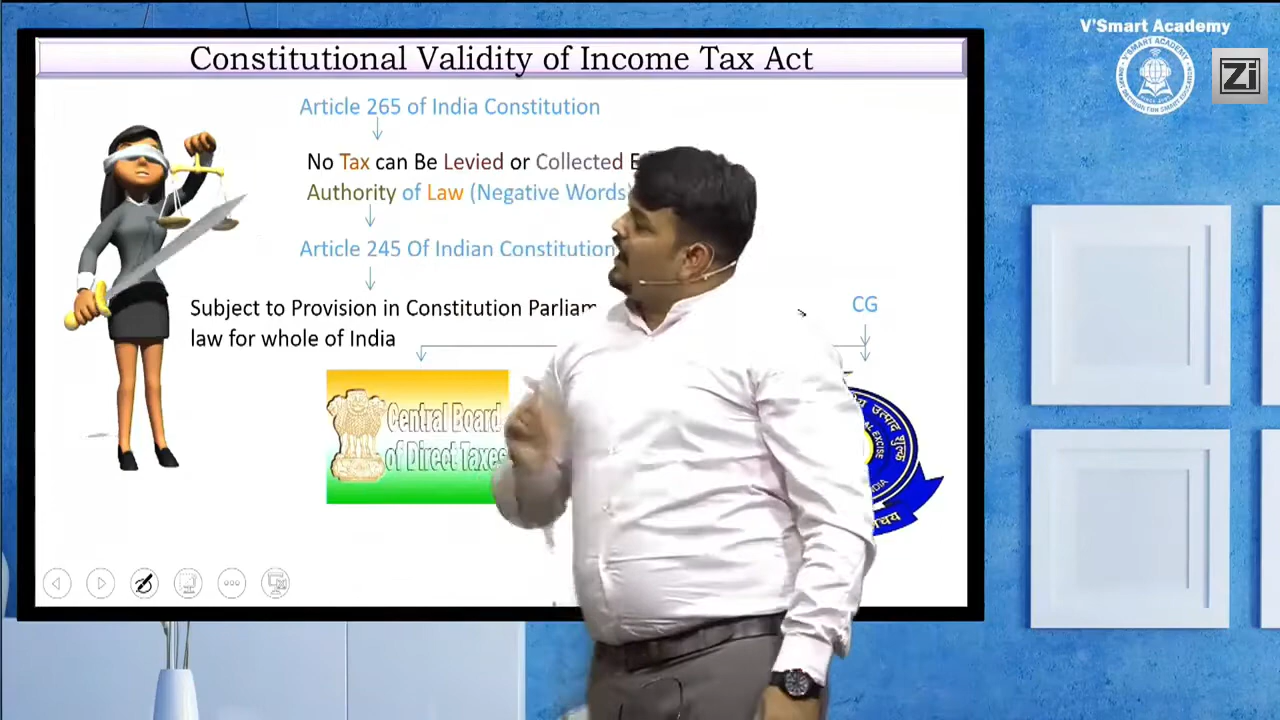 V'Smart Academy
Zi
Constitutional Validity of Income Tax Act
Article 265 of India Constitution
No Tax can Be Levied or Collected
Authority of Law (Negative Words)
Article 245 Of Indian Constitution
Subject to Provision in Constitution
law for whole of India
CG
Central Board
of Direct Taxes
उत्पाद शुल्क
EXCISE